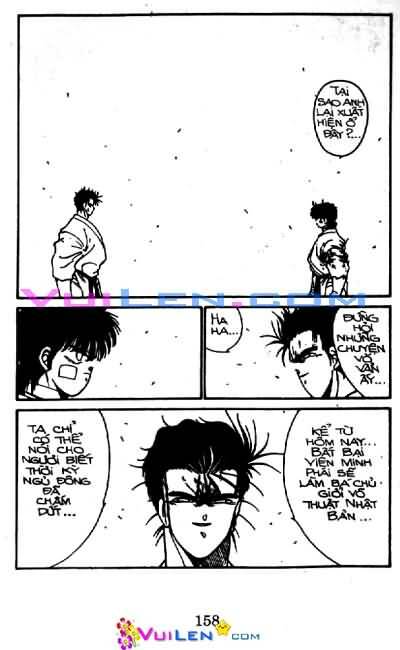 TẠI
SAO ANH
LẠI XUẤT
HIỆN Ở
ĐÂY?...
VUILEN.COM
ĐỪNG
HỎI
NHỮNG
CHUYỆN
VỚ
VẨN
ẤY...
HA
HA...
KỂ TỪ
HÔM NAY...
BẤT BẠI
VIÊN MINH
PHÁI SẼ
LÀM BÁ CHỦ
GIỚI VÕ
THUẬT NHẬT
BẢN...
TA CHỈ
CÓ THỂ
NÓI CHO
NGƯƠI BIẾT
THỜI KỲ
NGỦ ĐÔNG
ĐÃ
CHẤM
DỨT...
158
VUILEN.COM